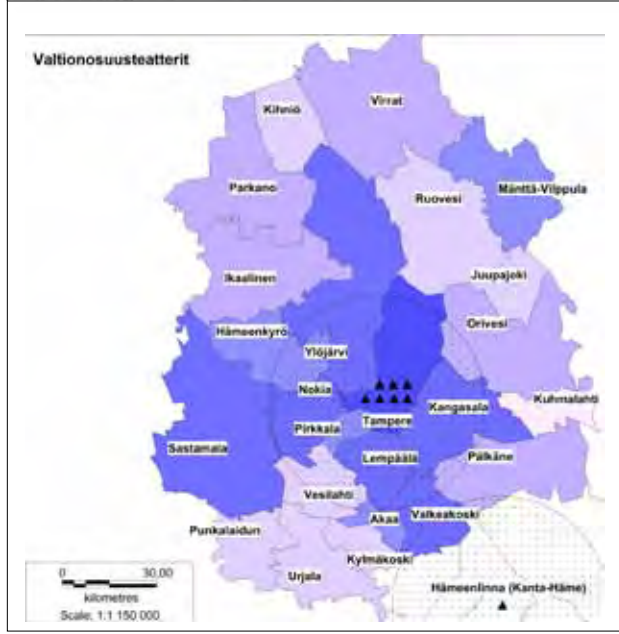 Valtionosuusteatterit
Virrat
Kihniö
Parkano
Mänttä-Vilppula
Ruovesi
Juupajoki
Ikaalinen
Orivesi
Hämeenkyrö
Ylöjärvi
Nokia
Kangasala
Kuhmalahti
Tampere
Pirkkala
Sastamala
Lempäälä
Pälkäne
Vesilahti
Akaa
Valkeakoski
Punkalaidun
Kylmäkoski
Urjala
Hämeenlinna (Kanta-Häme)
0 30,00
kilometres
Scale: 1:1 150 000